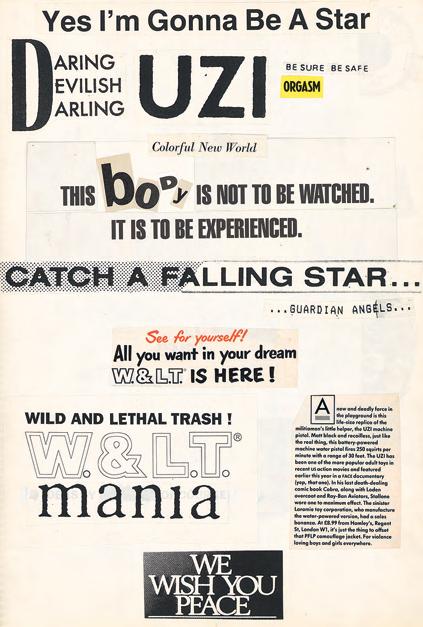 Yes I'm Gonna Be A Star
DARING
DEVILISH
DARLING
UZI
BE SURE BE SAFE
ORGASM
Colorful New World
THIS body IS NOT TO BE WATCHED.
IT IS TO BE EXPERIENCED.
CATCH A FALLING STAR...
...GUARDIAN ANGELS...
See for yourself!
All you want in your dream
W.&L.T. IS HERE!
WILD AND LETHAL TRASH!
W.&L.T.®
mania
A new and deadly force in
the playground is this
life-size replica of the
militiaman's little helper, the UZI machine
pistol. Matt black and recoilless, just like
the real thing, this battery-powered
machine water pistol fires 250 squirts per
minute with a range of 30 feet. The UZI has
been one of the more popular adult toys in
recent US action movies and featured
earlier this year in a FACE documentary
(yep, that one). In his last death-dealing
comic book Cobra, along with Loden
overcoat and Ray-Ban Aviators, Stallone
wore one to maximum effect. The sinister
Laramie toy corporation, who manufacture
the water-powered version, had a sales
bonanza. At £8.99 from Hamley's, Regent
St, London W1, it's just the thing to offset
that PFLP camouflage jacket. For violence
loving boys and girls everywhere.
WE
WISH YOU
PEACE